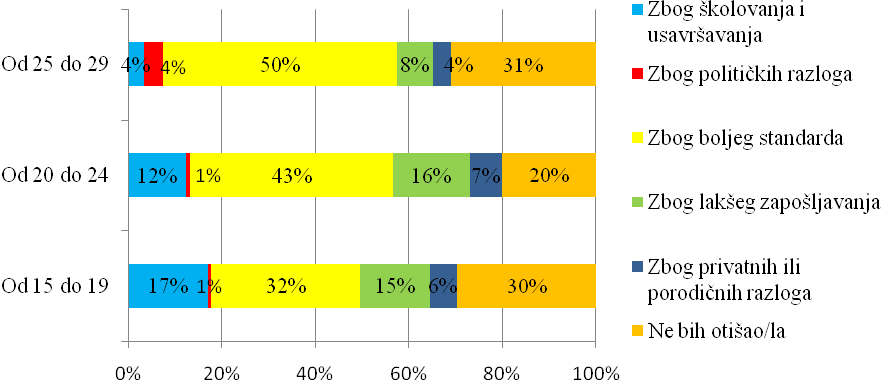 Od 25 do 29
4%
4%
50%
8%
4%
31%
Od 20 do 24
12%
1%
43%
16%
7%
20%
Od 15 do 19
17%
1%
32%
15%
6%
30%
0%
20%
40%
60%
80%
100%
Zbog školovanja i
usavršavanja
Zbog političkih razloga
Zbog boljeg standarda
Zbog lakšeg zapošljavanja
Zbog privatnih ili
porodičnih razloga
Ne bih otišao/la